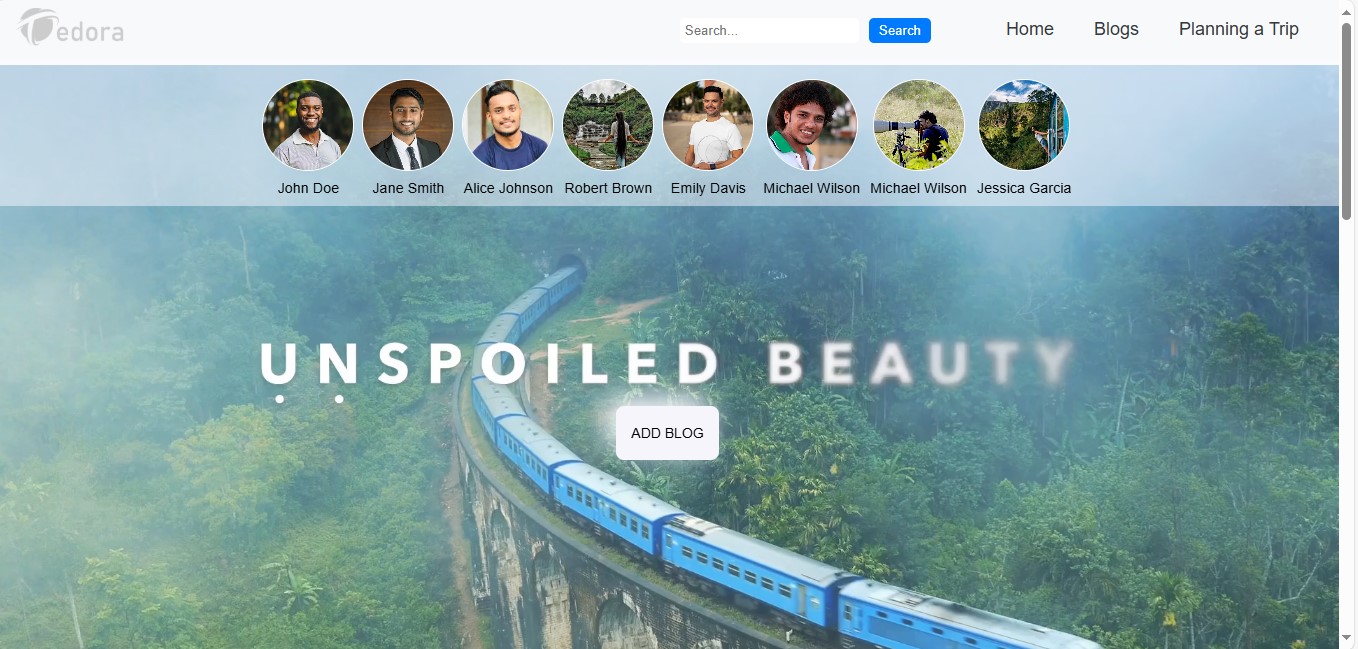 Tedora
Search...
Search
Home
Blogs
Planning a Trip
John Doe
Jane Smith
Alice Johnson
Robert Brown
Emily Davis
Michael Wilson
Michael Wilson
Jessica Garcia
UNSPOILED BEAUTY
ADD BLOG